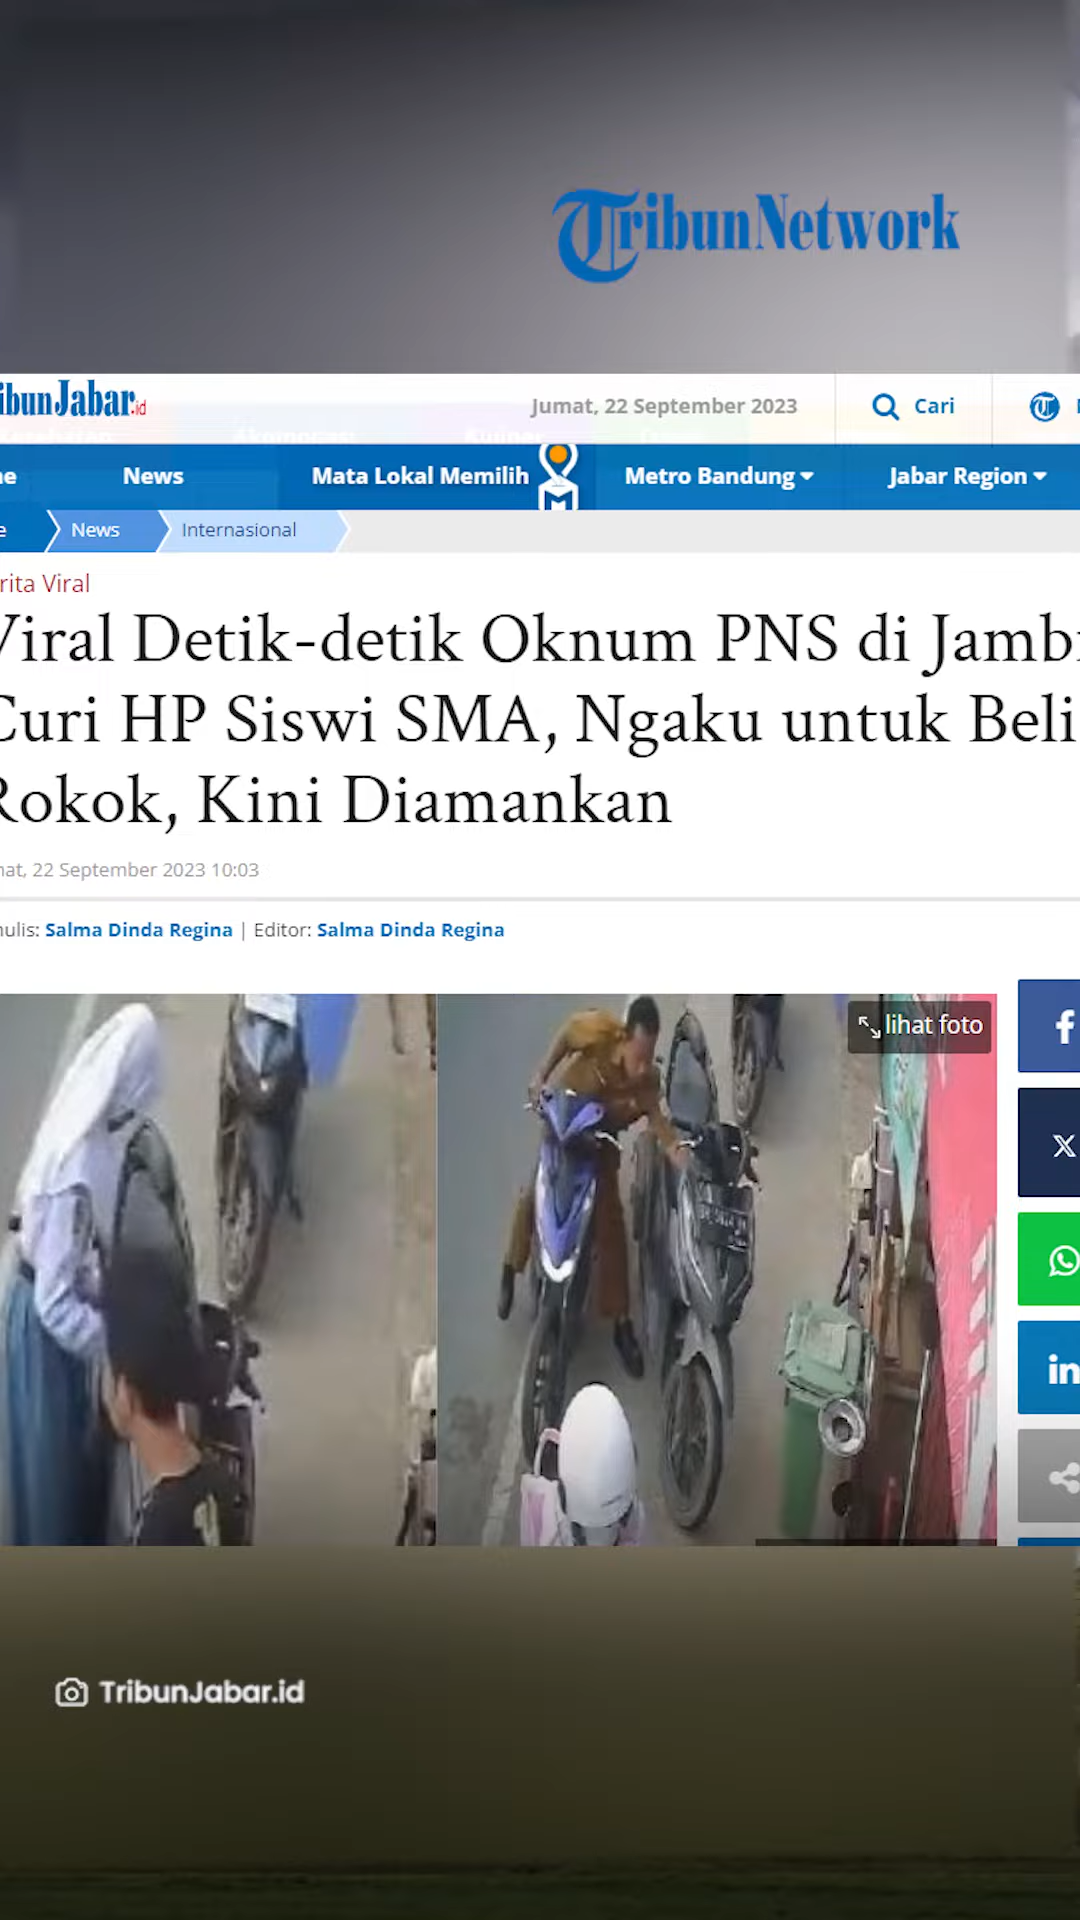 TribunNetwork
ibunJabar.id
Jumat, 22 September 2023
Cari
e
News
Mata Lokal Memilih
Metro Bandung
Jabar Region
e
News
Internasional
rita Viral
Viral Detik-detik Oknum PNS di Jambi
Curi HP Siswi SMA, Ngaku untuk Beli
Rokok, Kini Diamankan
at, 22 September 2023 10:03
ulis: Salma Dinda Regina | Editor: Salma Dinda Regina
lihat foto
TribunJabar.id